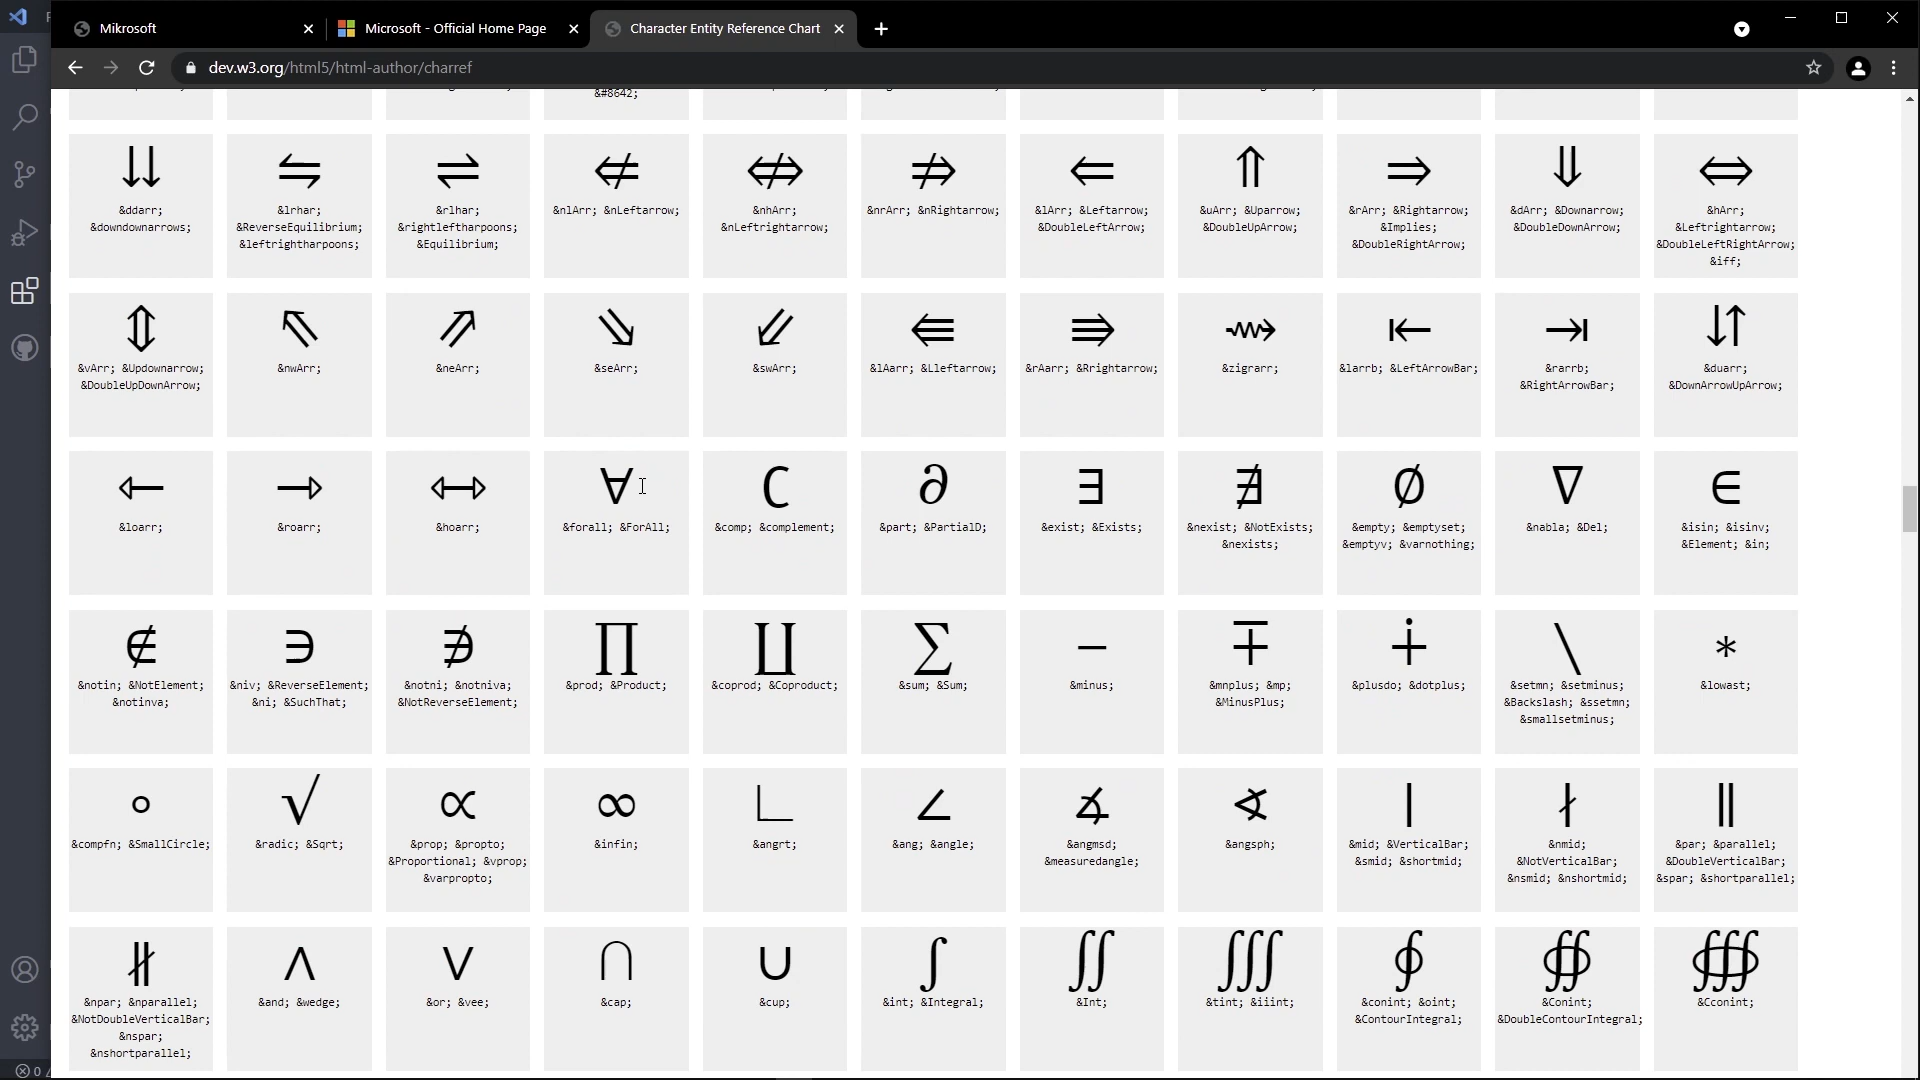 Mikrosoft
Microsoft - Official Home Page
Character Entity Reference Chart
dev.w3.org/html5/html-author/charref
&#8642;
⇊ ⇋ ⇌ ⇍ ⇎ ⇏ ⇐ ⇑ ⇒ ⇓ ⇔
&ddarr; &lrhar; &rlhar; &nlArr; &nLeftarrow; &nhArr; &nrArr; &nRightarrow; &lArr; &Leftarrow; &uArr; &Uparrow; &rArr; &Rightarrow; &dArr; &Downarrow; &hArr;
&downdownarrows; &ReverseEquilibrium; &rightleftharpoons; &nLeftrightarrow; &DoubleLeftArrow; &DoubleUpArrow; &Implies; &DoubleDownArrow; &Leftrightarrow;
&leftrightharpoons; &Equilibrium; &DoubleRightArrow; &DoubleLeftRightArrow;
&iff;
⇕ ⇖ ⇗ ⇘ ⇙ ⇚ ⇛ ⇝ ⇤ ⇥ ⇵
&vArr; &Updownarrow; &nwArr; &neArr; &seArr; &swArr; &lAarr; &Lleftarrow; &rAarr; &Rrightarrow; &zigrarr; &larrb; &LeftArrowBar; &rarrb; &duarr;
&DoubleUpDownArrow; &RightArrowBar; &DownArrowUpArrow;
⇽ ⇾ ⇿ ∀ ∁ ∂ ∃ ∄ ∅ ∇ ∈
&loarr; &roarr; &hoarr; &forall; &ForAll; &comp; &complement; &part; &PartialD; &exist; &Exists; &nexist; &NotExists; &empty; &emptyset; &nabla; &Del; &isin; &isinv;
&nexists; &emptyv; &varnothing; &Element; &in;
∉ ∋ ∌ ∏ ∐ ∑ − ∓ ∔ ∖ ∗
&notin; &NotElement; &niv; &ReverseElement; &notni; &notniva; &prod; &Product; &coprod; &Coproduct; &sum; &Sum; &minus; &mnplus; &mp; &plusdo; &dotplus; &setmn; &setminus; &lowast;
&notinva; &ni; &SuchThat; &NotReverseElement; &MinusPlus; &Backslash; &ssetmn;
&smallsetminus;
∘ √ ∝ ∞ ∟ ∠ ∡ ∢ ∣ ∤ ∥
&compfn; &SmallCircle; &radic; &Sqrt; &prop; &propto; &infin; &angrt; &ang; &angle; &angmsd; &angsph; &mid; &VerticalBar; &nmid; &par; &parallel;
&Proportional; &vprop; &measuredangle; &smid; &shortmid; &NotVerticalBar; &DoubleVerticalBar;
&varpropto; &nsmid; &nshortmid; &spar; &shortparallel;
∦ ∧ ∨ ∩ ∪ ∫ ∬ ∭ ∮ ∯ ∰
&npar; &nparallel; &and; &wedge; &or; &vee; &cap; &cup; &int; &Integral; &Int; &tint; &iiint; &conint; &oint; &Conint; &Cconint;
&NotDoubleVerticalBar; &ContourIntegral; &DoubleContourIntegral;
&nspar;
&nshortparallel;
0